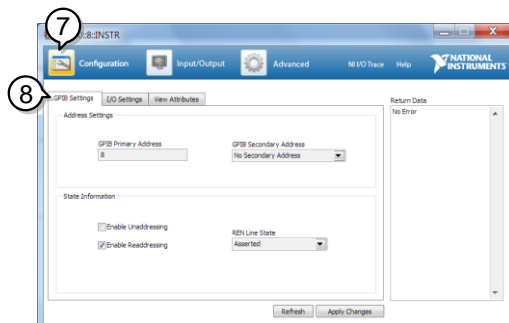 7
::8::INSTR
Configuration
Input/Output
Advanced
NI I/O Trace
Help
NATIONAL
INSTRUMENTS
8
GPIB Settings
I/O Settings
View Attributes
Return Data
Address Settings
No Error
GPIB Primary Address
GPIB Secondary Address
8
No Secondary Address
State Information
Enable Unaddressing
REN Line State
Enable Readdressing
Asserted
Refresh
Apply Changes